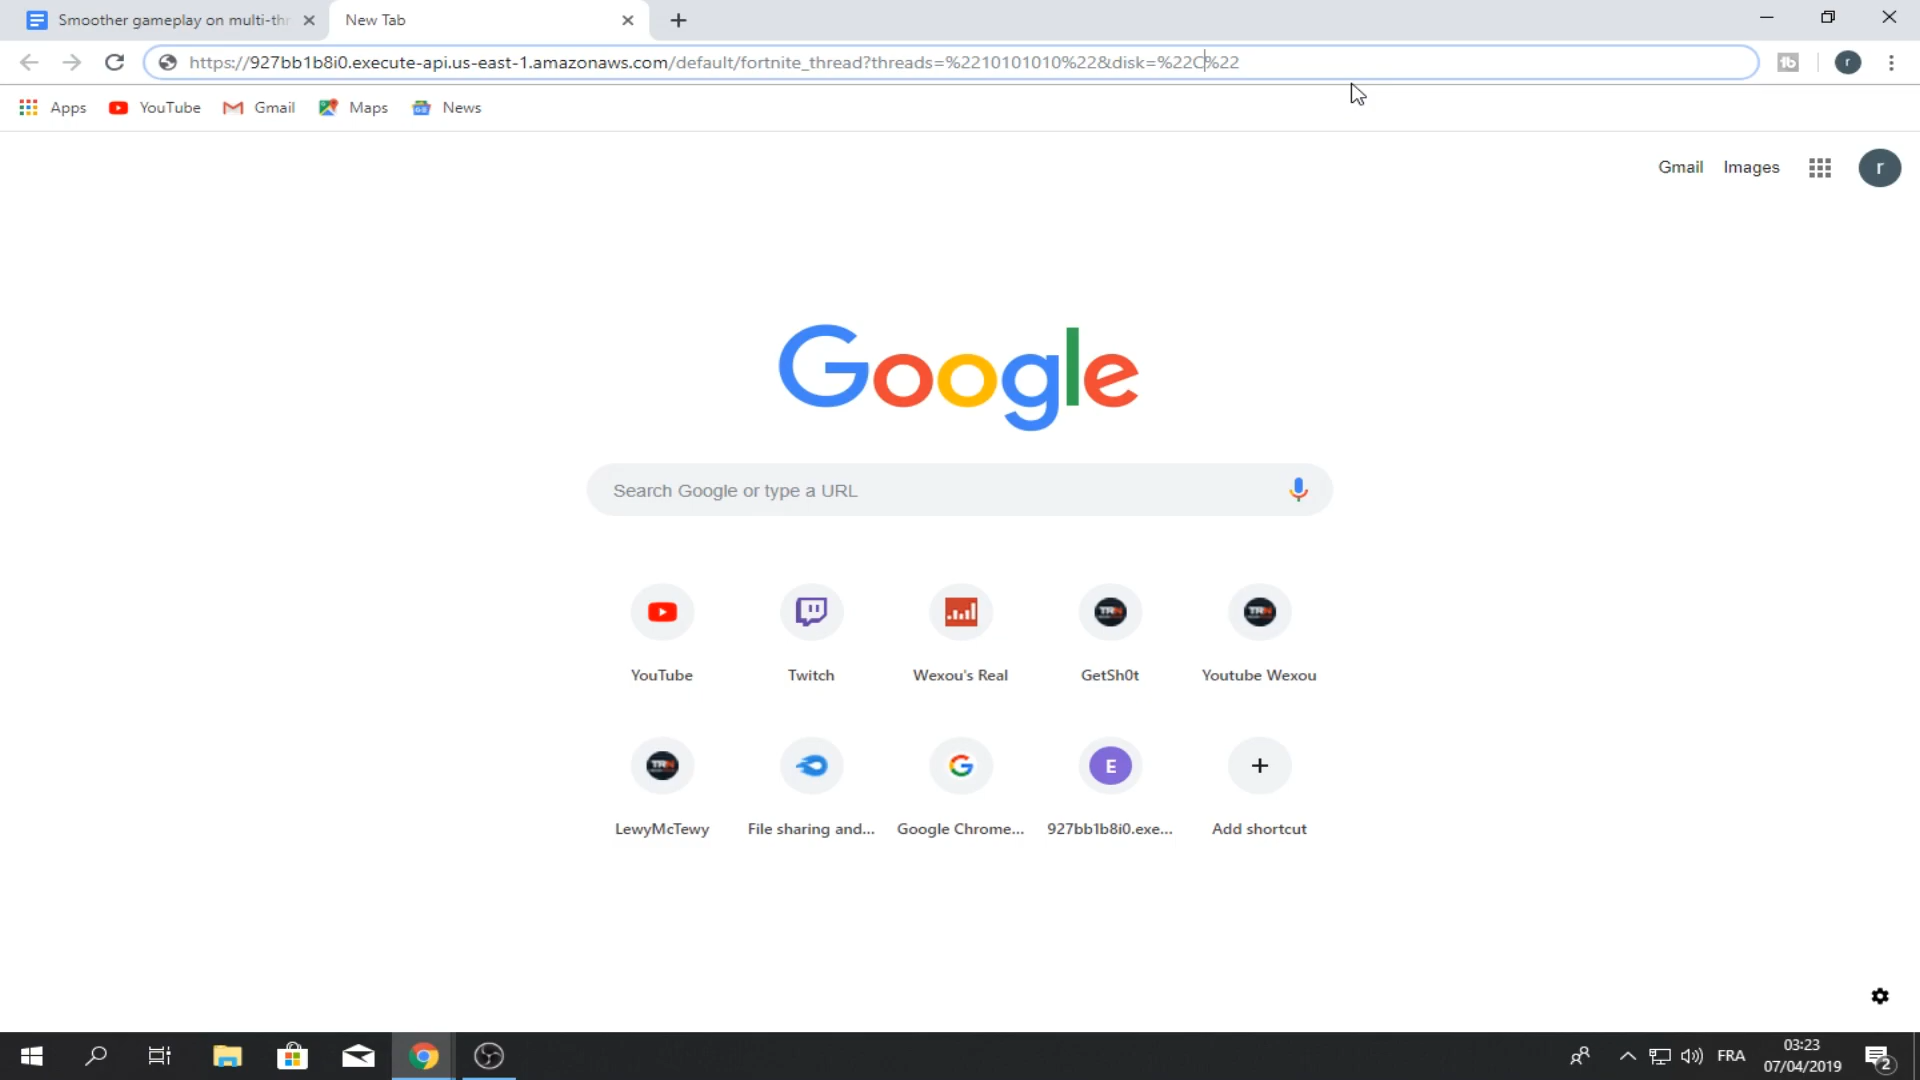 Smoother gameplay on multi-thr
New Tab
https://927bb1b8i0.execute-api.us-east-1.amazonaws.com/default/fortnite_thread?threads=%2210101010%22&disk=%22C%22
r
Apps
YouTube
Gmail
Maps
News
Gmail
Images
r
Google
Search Google or type a URL
YouTube
Twitch
Wexou's Real
GetSh0t
Youtube Wexou
LewyMcTewy
File sharing and...
Google Chrome...
E
927bb1b8i0.exe...
Add shortcut
FRA
03:23
07/04/2019
2